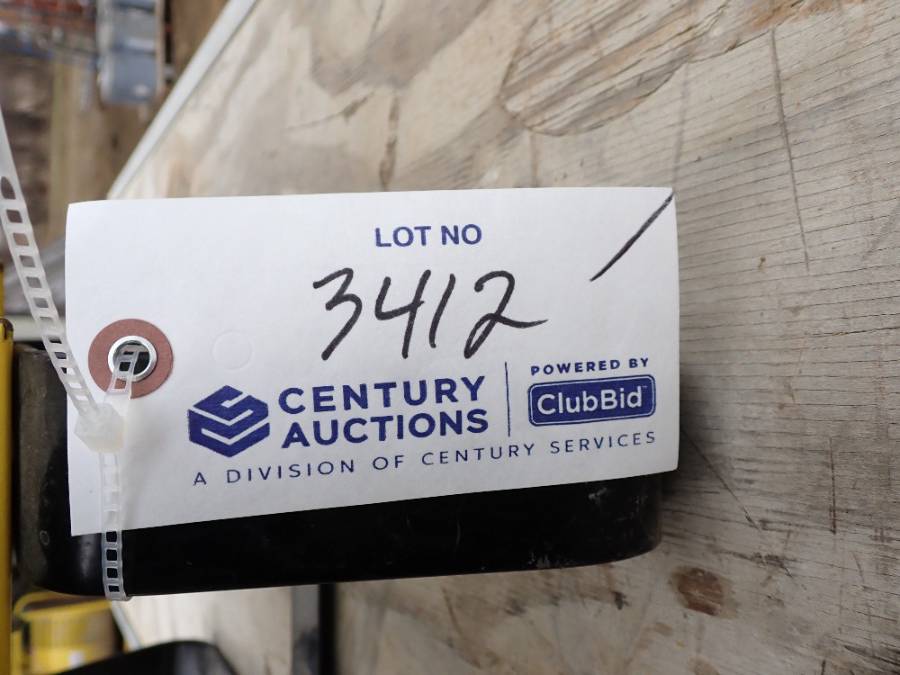 LOT NO
3412
CENTURY
AUCTIONS
POWERED BY
ClubBid
A DIVISION OF CENTURY SERVICES